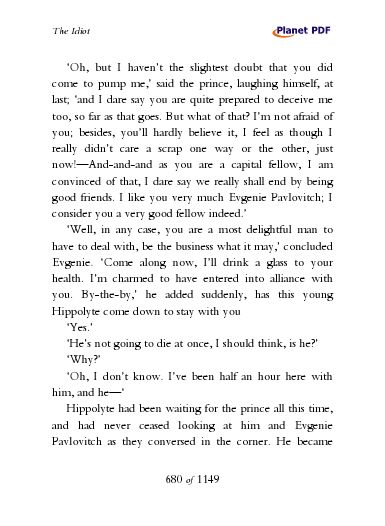 The Idiot
Planet PDF
‘Oh, but I haven’t the slightest doubt that you did
come to pump me,’ said the prince, laughing himself, at
last; ‘and I dare say you are quite prepared to deceive me
too, so far as that goes. But what of that? I’m not afraid of
you; besides, you’ll hardly believe it, I feel as though I
really didn’t care a scrap one way or the other, just
now!—And-and-and as you are a capital fellow, I am
convinced of that, I dare say we really shall end by being
good friends. I like you very much Evgenie Pavlovitch; I
consider you a very good fellow indeed.’
‘Well, in any case, you are a most delightful man to
have to deal with, be the business what it may,’ concluded
Evgenie. ‘Come along now, I’ll drink a glass to your
health. I’m charmed to have entered into alliance with
you. By-the-by,’ he added suddenly, has this young
Hippolyte come down to stay with you
‘Yes.’
‘He’s not going to die at once, I should think, is he?’
‘Why?’
‘Oh, I don’t know. I’ve been half an hour here with
him, and he—‘
Hippolyte had been waiting for the prince all this time,
and had never ceased looking at him and Evgenie
Pavlovitch as they conversed in the corner. He became
680 of 1149